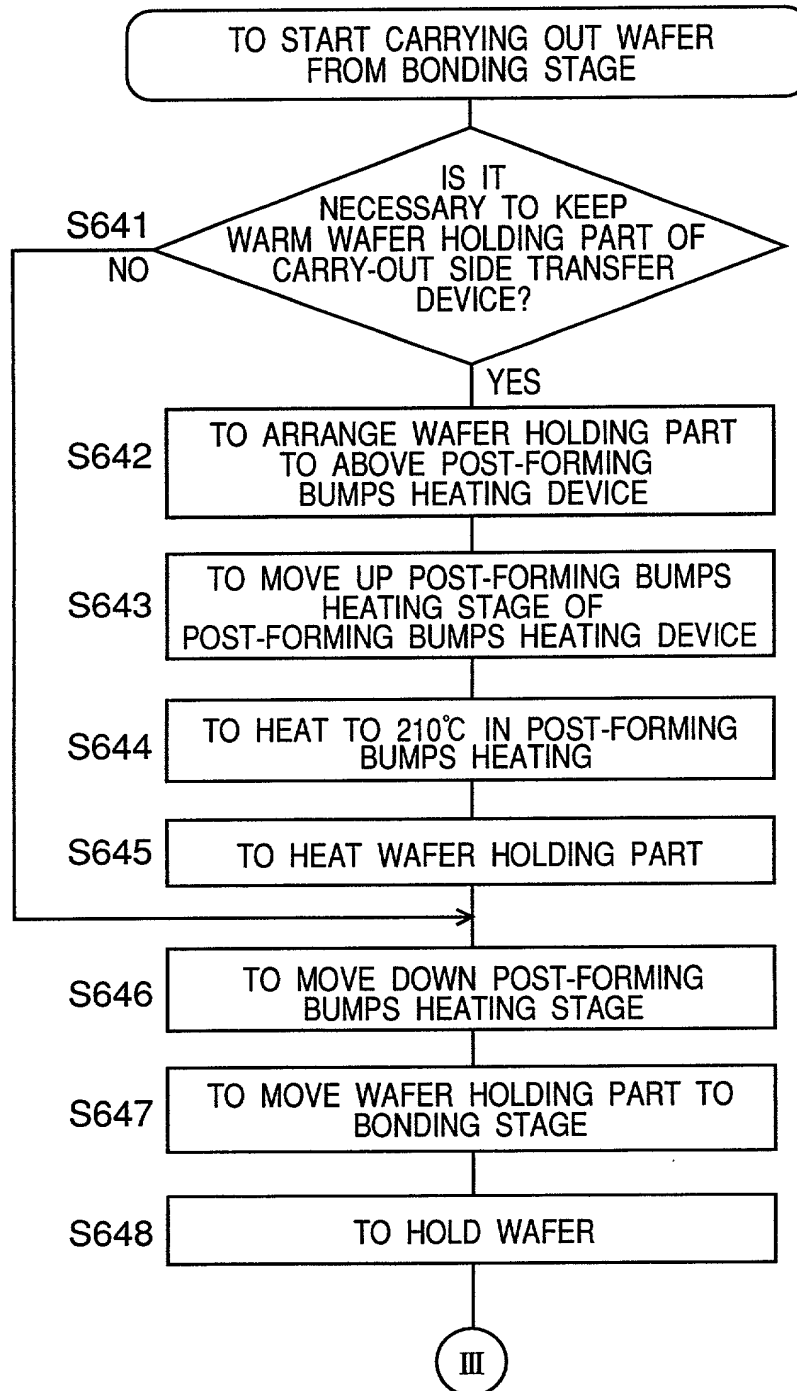 TO START CARRYING OUT WAFER
FROM BONDING STAGE
IS IT
NECESSARY TO KEEP
WARM WAFER HOLDING PART OF
CARRY-OUT SIDE TRANSFER
DEVICE?
S641
NO
YES
S642
TO ARRANGE WAFER HOLDING PART
TO ABOVE POST-FORMING
BUMPS HEATING DEVICE
S643
TO MOVE UP POST-FORMING BUMPS
HEATING STAGE OF
POST-FORMING BUMPS HEATING DEVICE
S644
TO HEAT TO 210℃ IN POST-FORMING
BUMPS HEATING
S645
TO HEAT WAFER HOLDING PART
S646
TO MOVE DOWN POST-FORMING
BUMPS HEATING STAGE
S647
TO MOVE WAFER HOLDING PART TO
BONDING STAGE
S648
TO HOLD WAFER
III